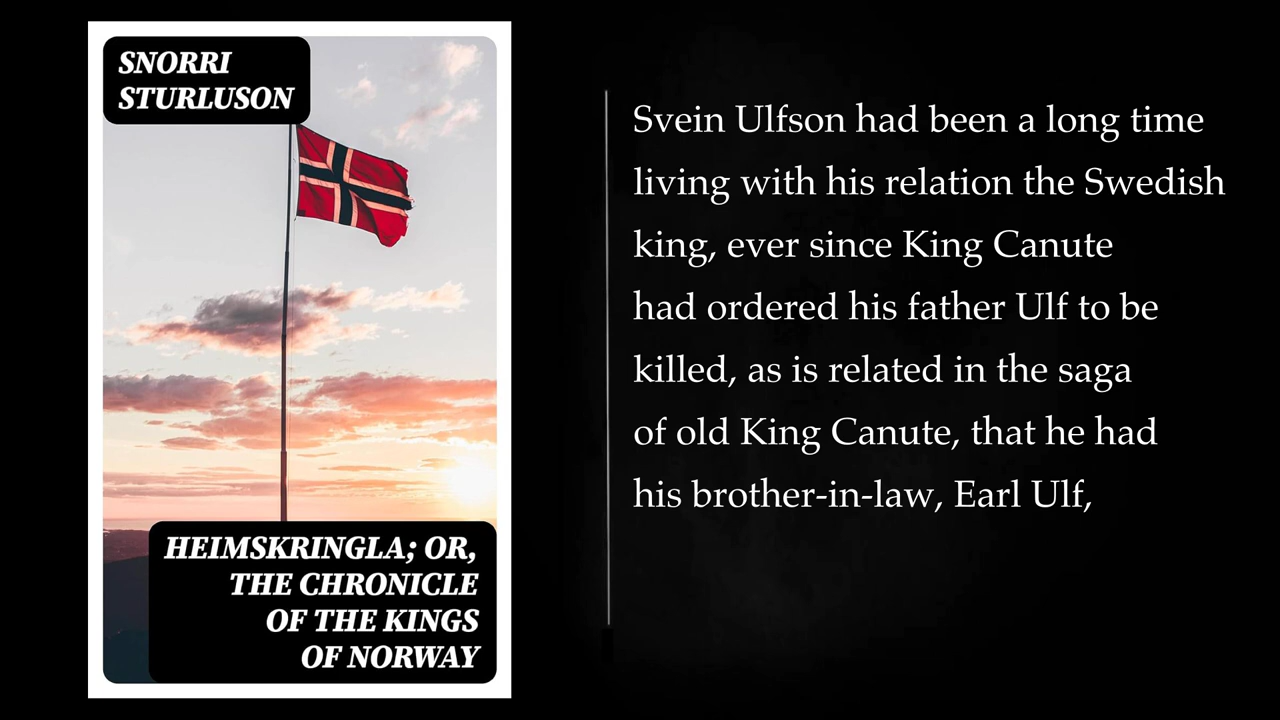 SNORRI
STURLUSON
HEIMSKRINGLA; OR,
THE CHRONICLE
OF THE KINGS
OF NORWAY
Svein Ulfson had been a long time
living with his relation the Swedish
king, ever since King Canute
had ordered his father Ulf to be
killed, as is related in the saga
of old King Canute, that he had
his brother-in-law, Earl Ulf,